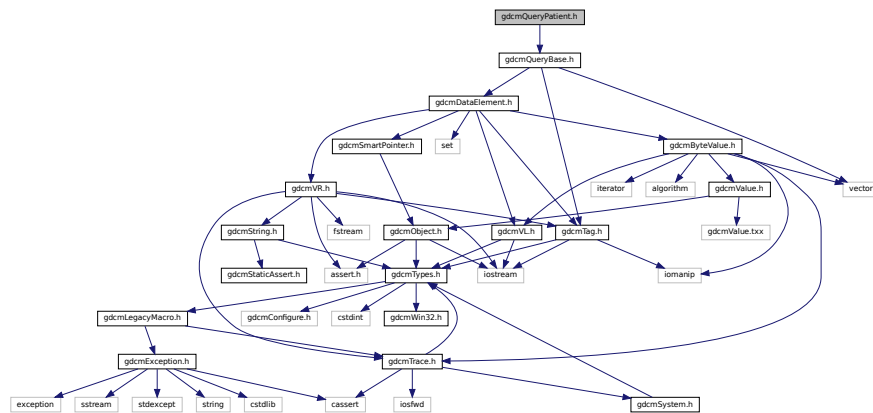 gdcmQueryPatient.h
gdcmQueryBase.h
gdcmDataElement.h
gdcmSmartPointer.h
set
gdcmByteValue.h
iterator
algorithm
gdcmValue.h
vector
gdcmVR.h
gdcmString.h
fstream
gdcmObject.h
gdcmVL.h
gdcmTag.h
gdcmValue.txx
gdcmStaticAssert.h
assert.h
gdcmTypes.h
iostream
iomanip
gdcmLegacyMacro.h
gdcmConfigure.h
cstdint
gdcmWin32.h
gdcmException.h
gdcmTrace.h
exception
sstream
stdexcept
string
cstdlib
cassert
iosfwd
gdcmSystem.h